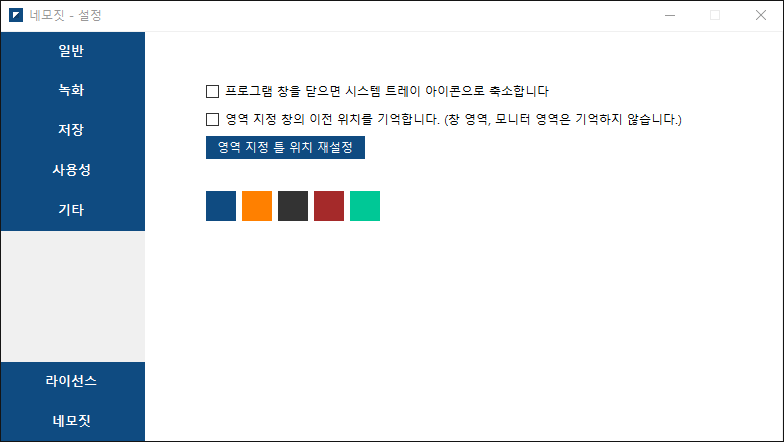 네모짓 - 설정
일반
녹화
저장
사용성
기타
라이선스
네모짓
프로그램 창을 닫으면 시스템 트레이 아이콘으로 축소합니다
영역 지정 창의 이전 위치를 기억합니다. (창 영역, 모니터 영역은 기억하지 않습니다.)
영역 지정 틀 위치 재설정